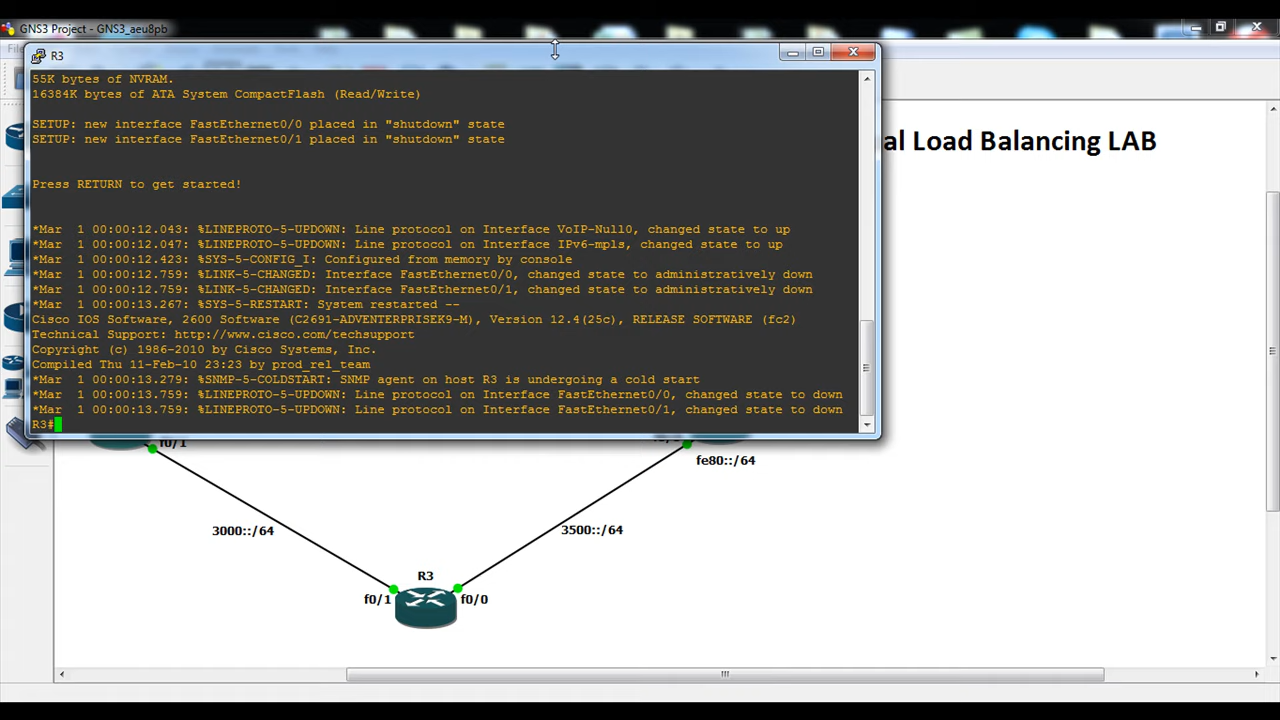 GNS3 Project - GNS3_aeu8pb
R3
55K bytes of NVRAM.
16384K bytes of ATA System CompactFlash (Read/Write)
SETUP: new interface FastEthernet0/0 placed in "shutdown" state
SETUP: new interface FastEthernet0/1 placed in "shutdown" state
Press RETURN to get started!
*Mar  1 00:00:12.043: %LINEPROTO-5-UPDOWN: Line protocol on Interface VoIP-Null0, changed state to up
*Mar  1 00:00:12.047: %LINEPROTO-5-UPDOWN: Line protocol on Interface IPv6-mpls, changed state to up
*Mar  1 00:00:12.423: %SYS-5-CONFIG_I: Configured from memory by console
*Mar  1 00:00:12.759: %LINK-5-CHANGED: Interface FastEthernet0/0, changed state to administratively down
*Mar  1 00:00:12.759: %LINK-5-CHANGED: Interface FastEthernet0/1, changed state to administratively down
*Mar  1 00:00:13.267: %SYS-5-RESTART: System restarted --
Cisco IOS Software, 2600 Software (C2691-ADVENTERPRISEK9-M), Version 12.4(25c), RELEASE SOFTWARE (fc2)
Technical Support: http://www.cisco.com/techsupport
Copyright (c) 1986-2010 by Cisco Systems, Inc.
Compiled Thu 11-Feb-10 23:23 by prod_rel_team
*Mar  1 00:00:13.279: %SNMP-5-COLDSTART: SNMP agent on host R3 is undergoing a cold start
*Mar  1 00:00:13.759: %LINEPROTO-5-UPDOWN: Line protocol on Interface FastEthernet0/0, changed state to down
*Mar  1 00:00:13.759: %LINEPROTO-5-UPDOWN: Line protocol on Interface FastEthernet0/1, changed state to down
R3#
al Load Balancing LAB
f0/1
fe80::/64
3000::/64
3500::/64
R3
f0/1
f0/0